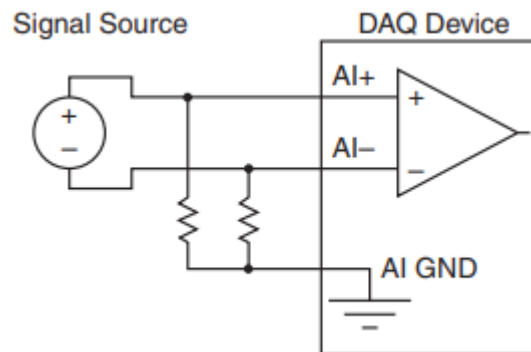 Signal Source
DAQ Device
AI+
+
+
AI–
–
–
AI GND